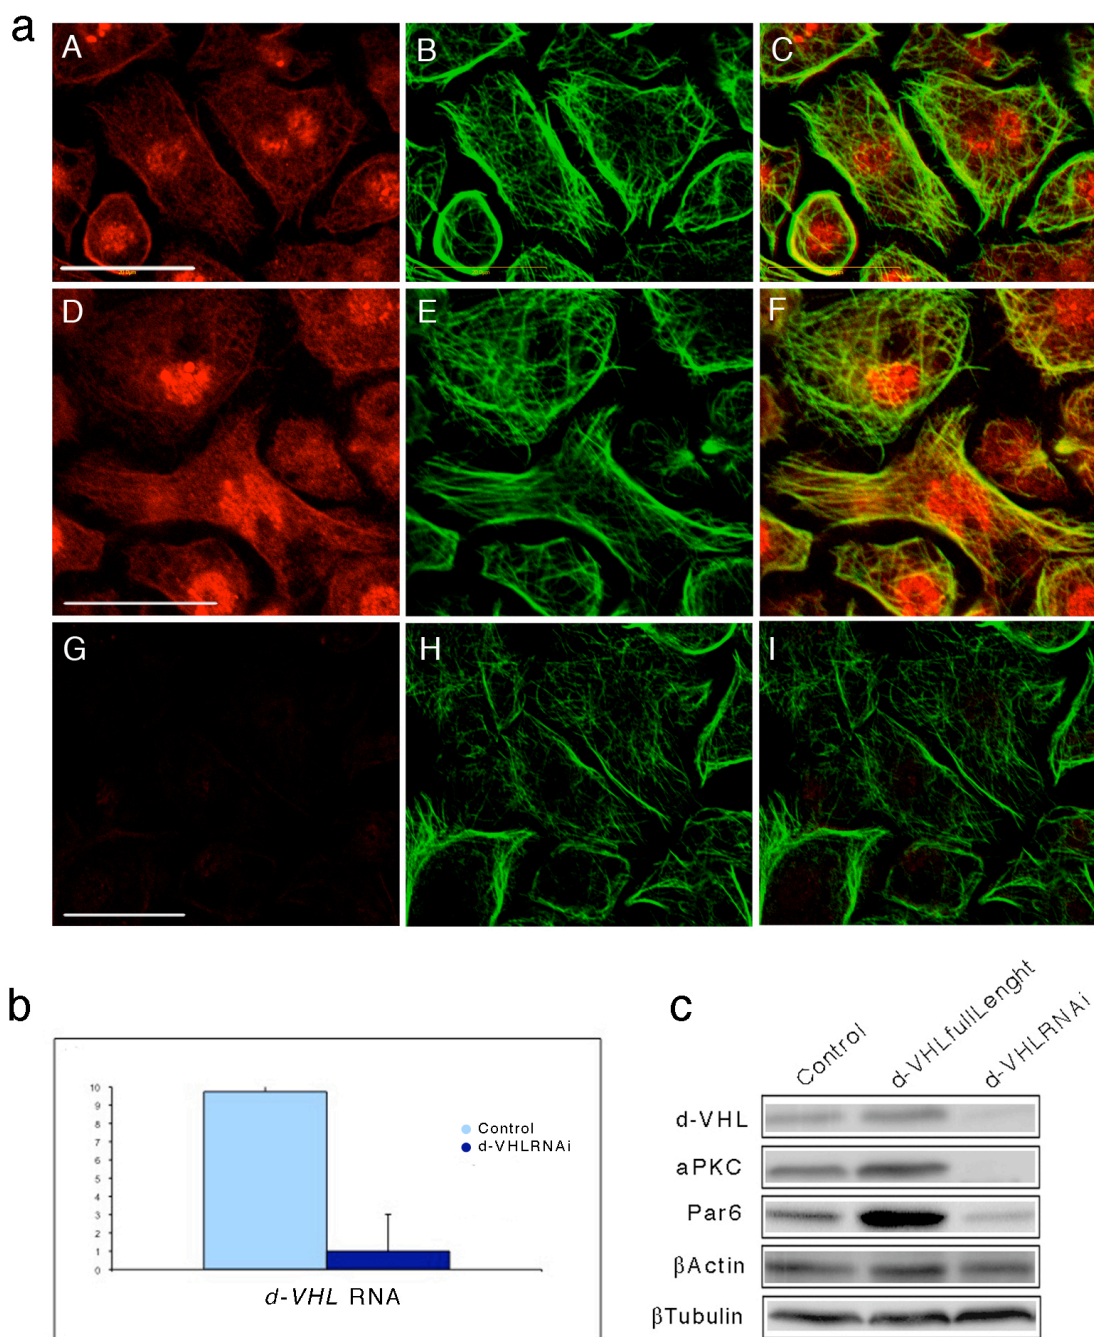 a
A
B
C
D
E
F
G
H
I
b
10
9
8
7
6
5
4
3
2
1
0
Control
d-VHLRNAi
d-VHL RNA
c
Control
d-VHLfullLenght
d-VHLRNAi
d-VHL
aPKC
Par6
βActin
βTubulin